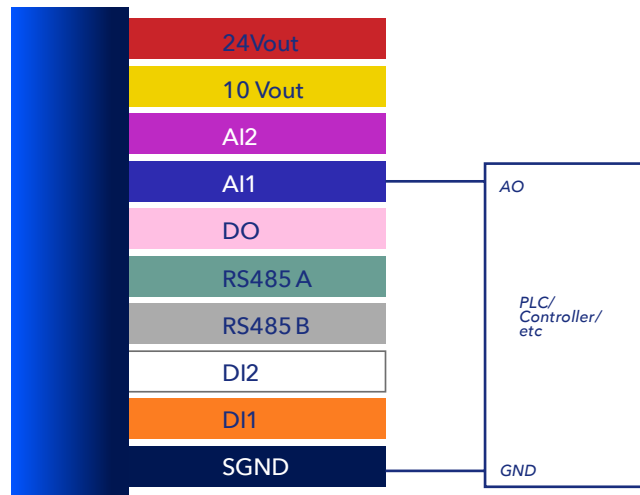 24Vout
10 Vout
AI2
AI1
DO
RS485 A
RS485 B
DI2
DI1
SGND
AO
PLC/
Controller/
etc
GND